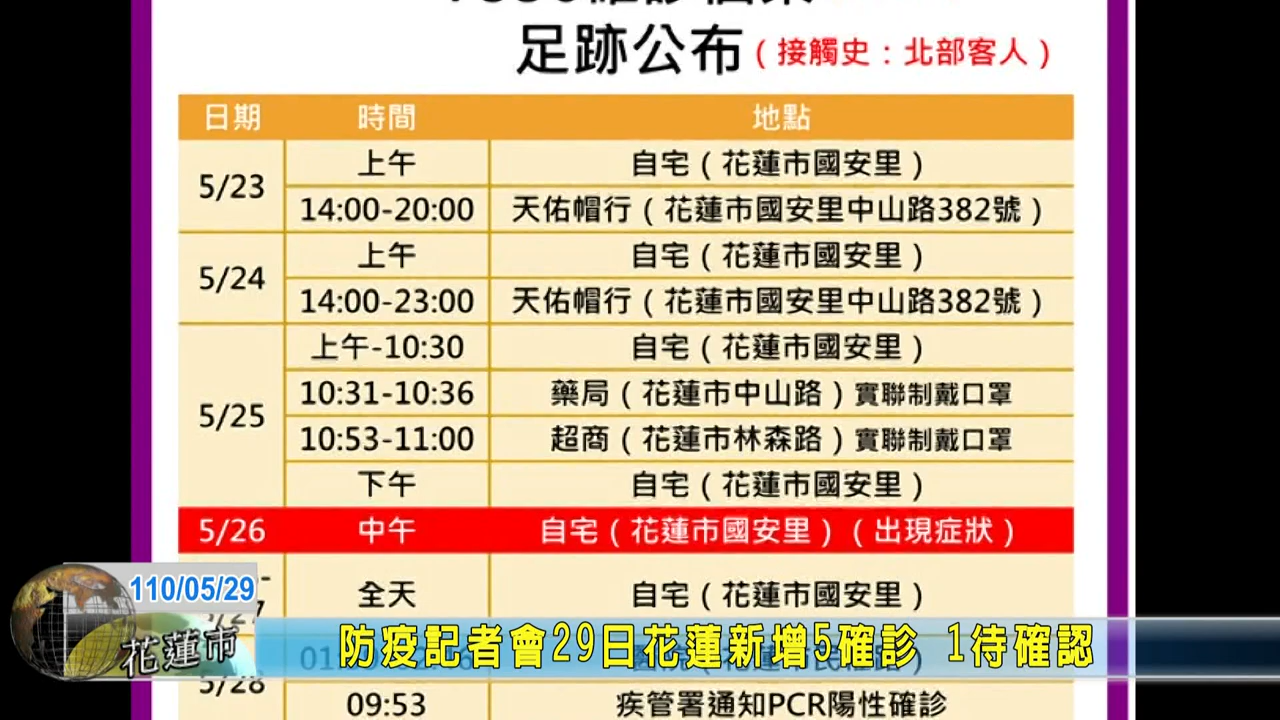 足跡公布（接觸史：北部客人）
日期 時間 地點
5/23 上午 自宅（花蓮市國安里）
14:00-20:00 天佑帽行（花蓮市國安里中山路382號）
5/24 上午 自宅（花蓮市國安里）
14:00-23:00 天佑帽行（花蓮市國安里中山路382號）
5/25 上午-10:30 自宅（花蓮市國安里）
10:31-10:36 藥局（花蓮市中山路）實聯制戴口罩
10:53-11:00 超商（花蓮市林森路）實聯制戴口罩
下午 自宅（花蓮市國安里）
5/26 中午 自宅（花蓮市國安里）（出現症狀）
全天 自宅（花蓮市國安里）
110/05/29
花蓮市 防疫記者會29日花蓮新增5確診 1待確認
5/28
09:53 疾管署通知PCR陽性確診